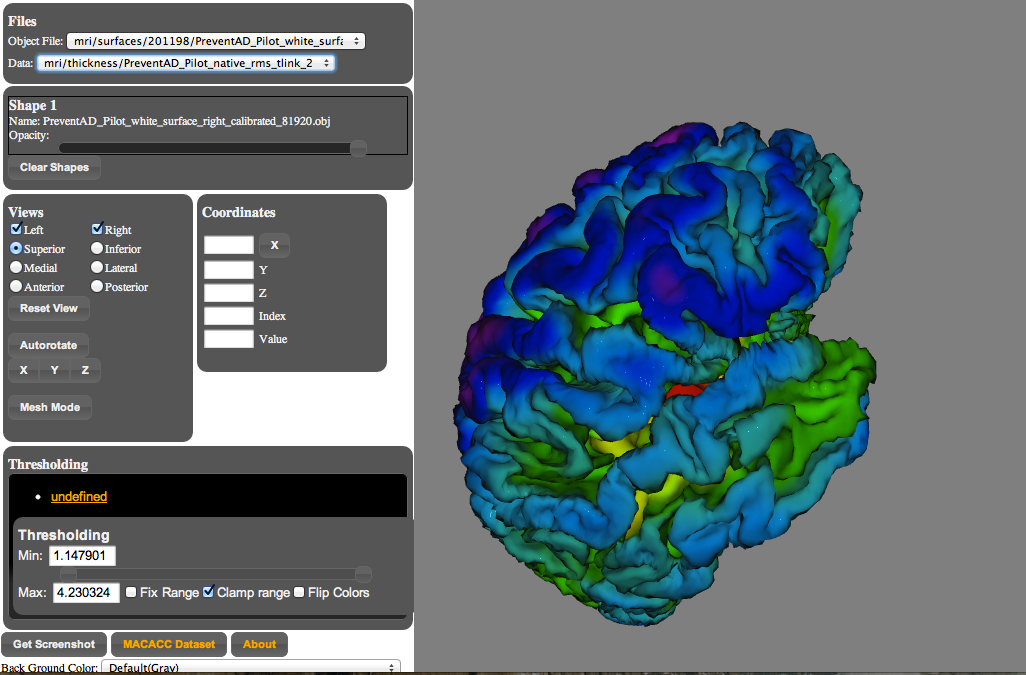 Files
Object File: mri/surfaces/201198/PreventAD_Pilot_white_surfa
Data: mri/thickness/PreventAD_Pilot_native_rms_tlink_2
Shape 1
Name: PreventAD_Pilot_white_surface_right_calibrated_81920.obj
Opacity:
Clear Shapes
Views
Left Right
Superior Inferior
Medial Lateral
Anterior Posterior
Reset View
Autorotate
X Y Z
Mesh Mode
Coordinates
X
Y
Z
Index
Value
Thresholding
• undefined
Thresholding
Min: 1.147901
Max: 4.230324 Fix Range Clamp range Flip Colors
Get Screenshot MACACC Dataset About
Back Ground Color: Default(Gray)